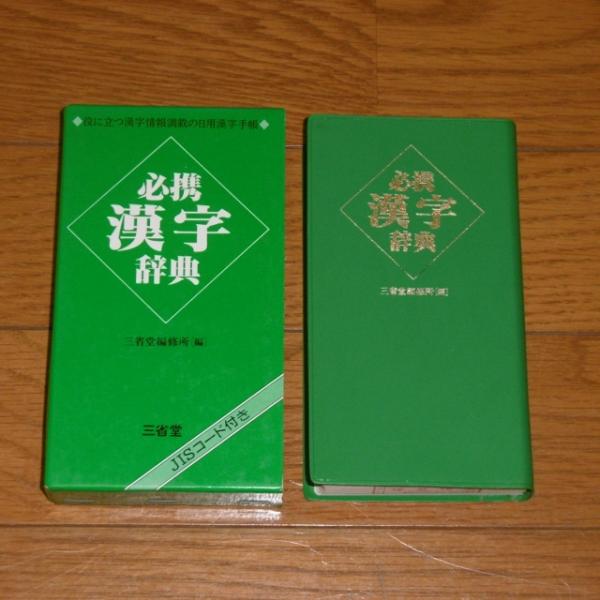 ◆役に立つ漢字情報満載の日用漢字手帳◆
必携
漢字
辞典
三省堂編修所[編]
三省堂
JISコード付き
必携
漢字
辞典
三省堂編修所[編]